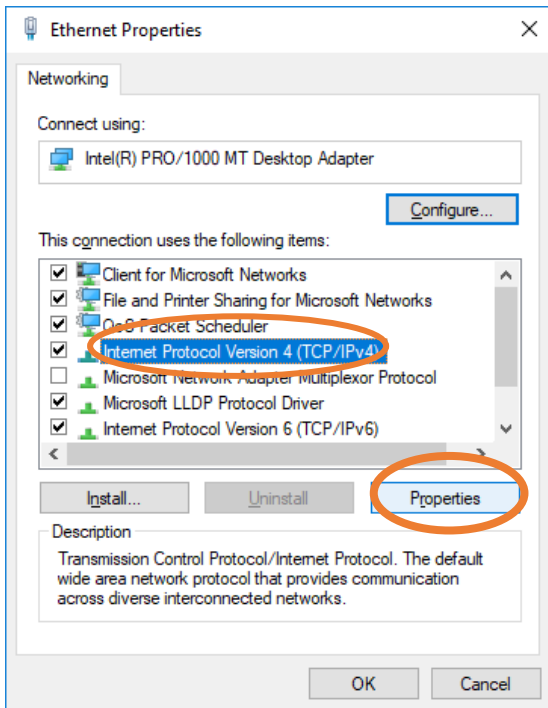 Ethernet Properties
Networking
Connect using:
Intel(R) PRO/1000 MT Desktop Adapter
Configure...
This connection uses the following items:
Client for Microsoft Networks
File and Printer Sharing for Microsoft Networks
QoS Packet Scheduler
Internet Protocol Version 4 (TCP/IPv4)
Microsoft Network Adapter Multiplexor Protocol
Microsoft LLDP Protocol Driver
Internet Protocol Version 6 (TCP/IPv6)
Install... Uninstall Properties
Description
Transmission Control Protocol/Internet Protocol. The default
wide area network protocol that provides communication
across diverse interconnected networks.
OK Cancel